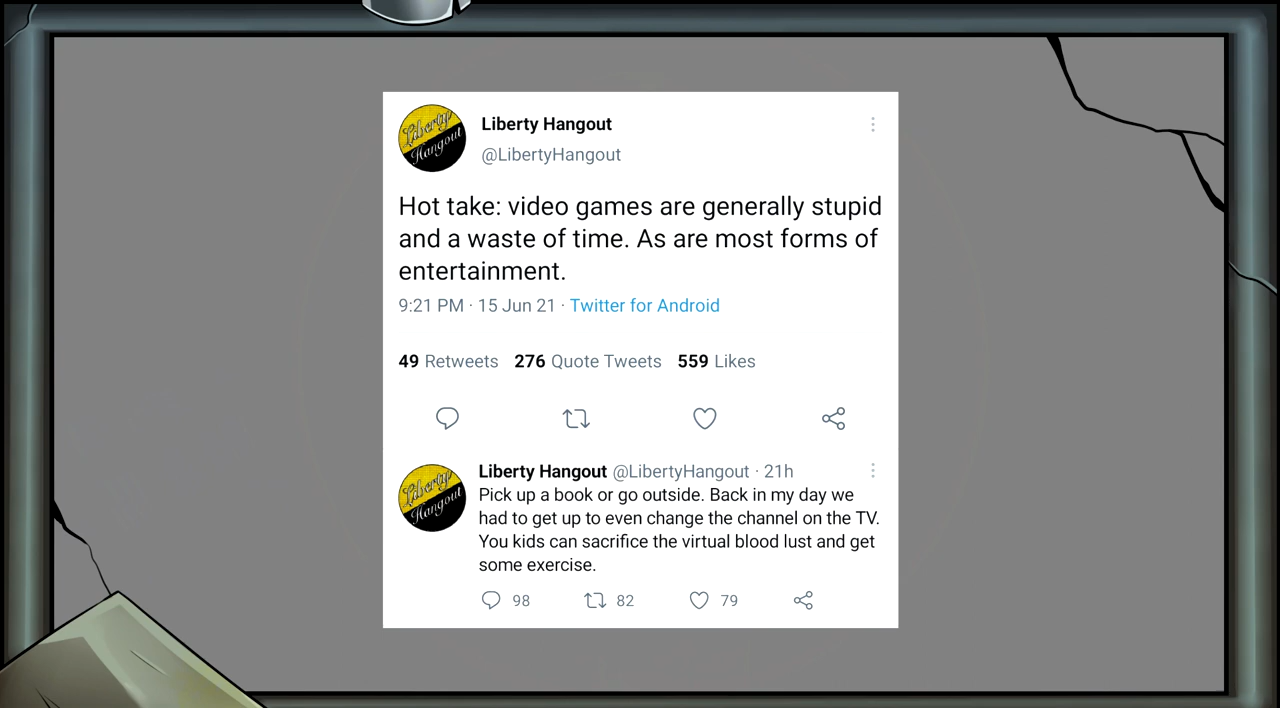 Liberty Hangout
Liberty Hangout
@LibertyHangout
Hot take: video games are generally stupid
and a waste of time. As are most forms of
entertainment.
9:21 PM · 15 Jun 21 · Twitter for Android
49 Retweets 276 Quote Tweets 559 Likes
Liberty Hangout
Liberty Hangout @LibertyHangout · 21h
Pick up a book or go outside. Back in my day we
had to get up to even change the channel on the TV.
You kids can sacrifice the virtual blood lust and get
some exercise.
98 82 79